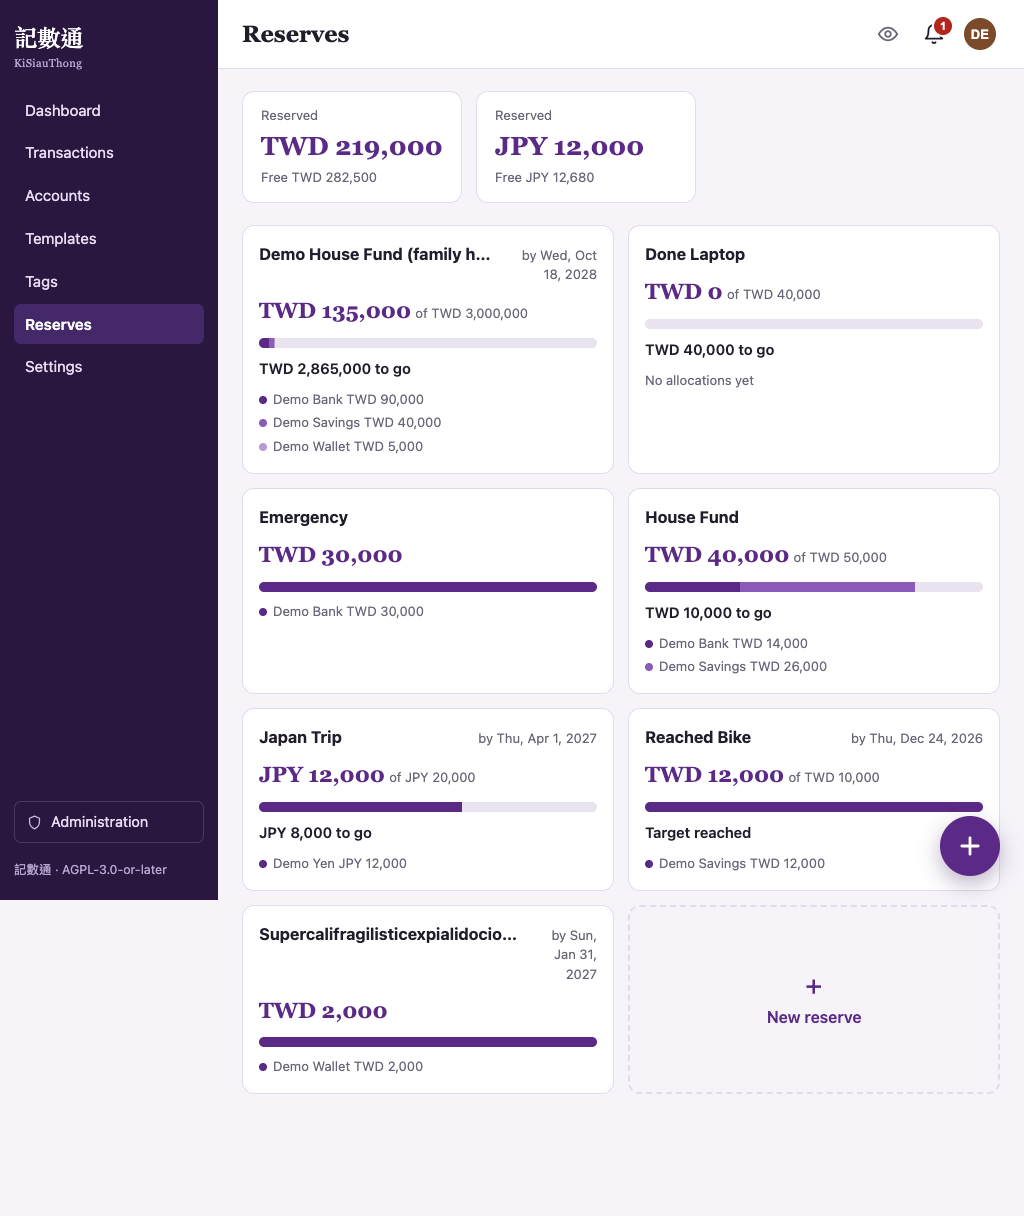 記數通
KiSiauThong
Dashboard
Transactions
Accounts
Templates
Tags
Reserves
Settings
Administration
記數通 · AGPL-3.0-or-later
Reserves
1
DE
Reserved
TWD 219,000
Free TWD 282,500
Reserved
JPY 12,000
Free JPY 12,680
Demo House Fund (family h...
by Wed, Oct
18, 2028
TWD 135,000 of TWD 3,000,000
TWD 2,865,000 to go
Demo Bank TWD 90,000
Demo Savings TWD 40,000
Demo Wallet TWD 5,000
Done Laptop
TWD 0 of TWD 40,000
TWD 40,000 to go
No allocations yet
Emergency
TWD 30,000
Demo Bank TWD 30,000
House Fund
TWD 40,000 of TWD 50,000
TWD 10,000 to go
Demo Bank TWD 14,000
Demo Savings TWD 26,000
Japan Trip
by Thu, Apr 1, 2027
JPY 12,000 of JPY 20,000
JPY 8,000 to go
Demo Yen JPY 12,000
Reached Bike
by Thu, Dec 24, 2026
TWD 12,000 of TWD 10,000
Target reached
Demo Savings TWD 12,000
+
Supercalifragilisticexpialidocio...
by Sun,
Jan 31,
2027
TWD 2,000
Demo Wallet TWD 2,000
+
New reserve